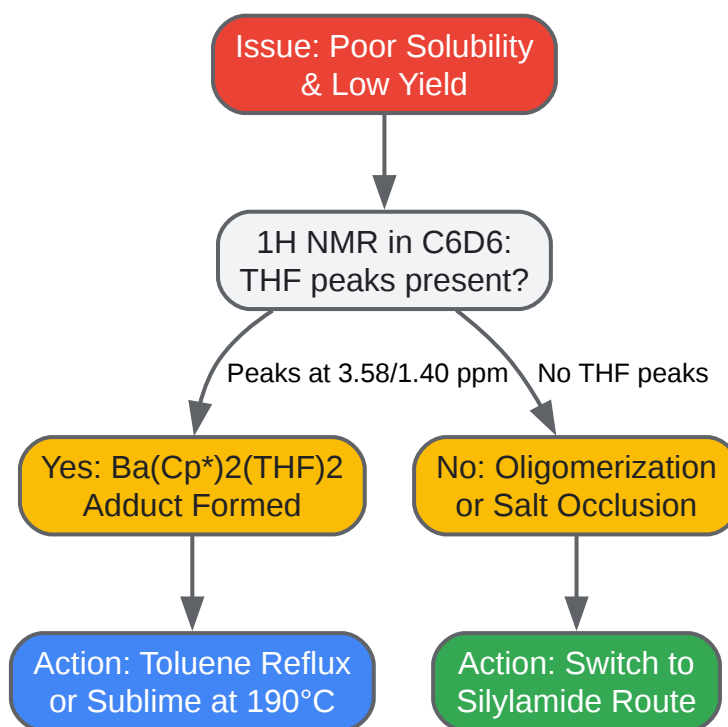 Issue: Poor Solubility
& Low Yield
1H NMR in C6D6:
THF peaks present?
Peaks at 3.58/1.40 ppm
No THF peaks
Yes: Ba(Cp*)2(THF)2
Adduct Formed
No: Oligomerization
or Salt Occlusion
Action: Toluene Reflux
or Sublime at 190°C
Action: Switch to
Silylamide Route